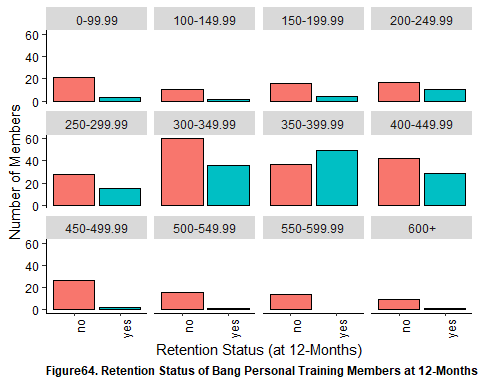 0-99.99 100-149.99 150-199.99 200-249.99
60
40
20
0
250-299.99 300-349.99 350-399.99 400-449.99
60
40
20
0
450-499.99 500-549.99 550-599.99 600+
60
40
20
0
Number of Members
no yes no yes no yes no yes
Retention Status (at 12-Months)
Figure64. Retention Status of Bang Personal Training Members at 12-Months